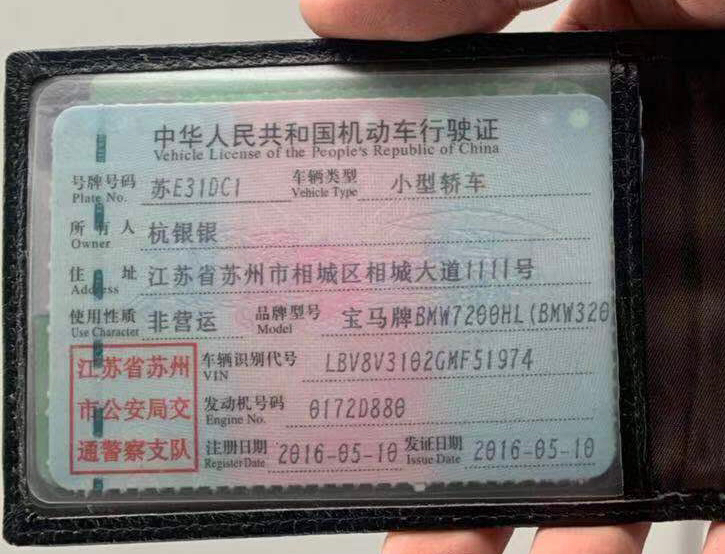 中华人民共和国机动车行驶证
Vehicle License of the People's Republic of China
号牌号码 苏E31DC1 车辆类型 小型轿车
Plate No. Vehicle Type
所有人 杭银银
Owner
住址 江苏省苏州市相城区相城大道1111号
Address
使用性质 非营运 品牌型号 宝马牌BMW7200HL(BMW320
Use Character Model
江苏省苏州 车辆识别代号 LBV8V3102GMF51974
VIN
市公安局交 发动机号码 0172D880
Engine No.
通警察支队 注册日期 2016-05-10 发证日期 2016-05-10
Register Date Issue Date